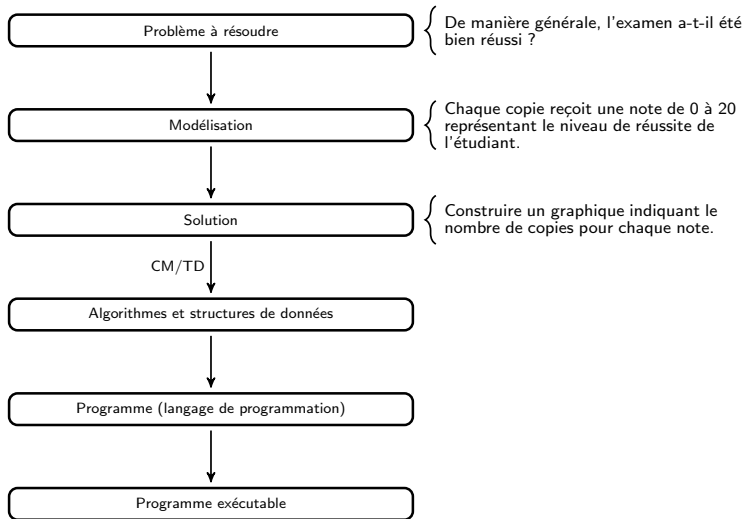 Problème à résoudre
De manière générale, l'examen a-t-il été
bien réussi ?
Modélisation
Chaque copie reçoit une note de 0 à 20
représentant le niveau de réussite de
l'étudiant.
Solution
Construire un graphique indiquant le
nombre de copies pour chaque note.
CM/TD
Algorithmes et structures de données
Programme (langage de programmation)
Programme exécutable